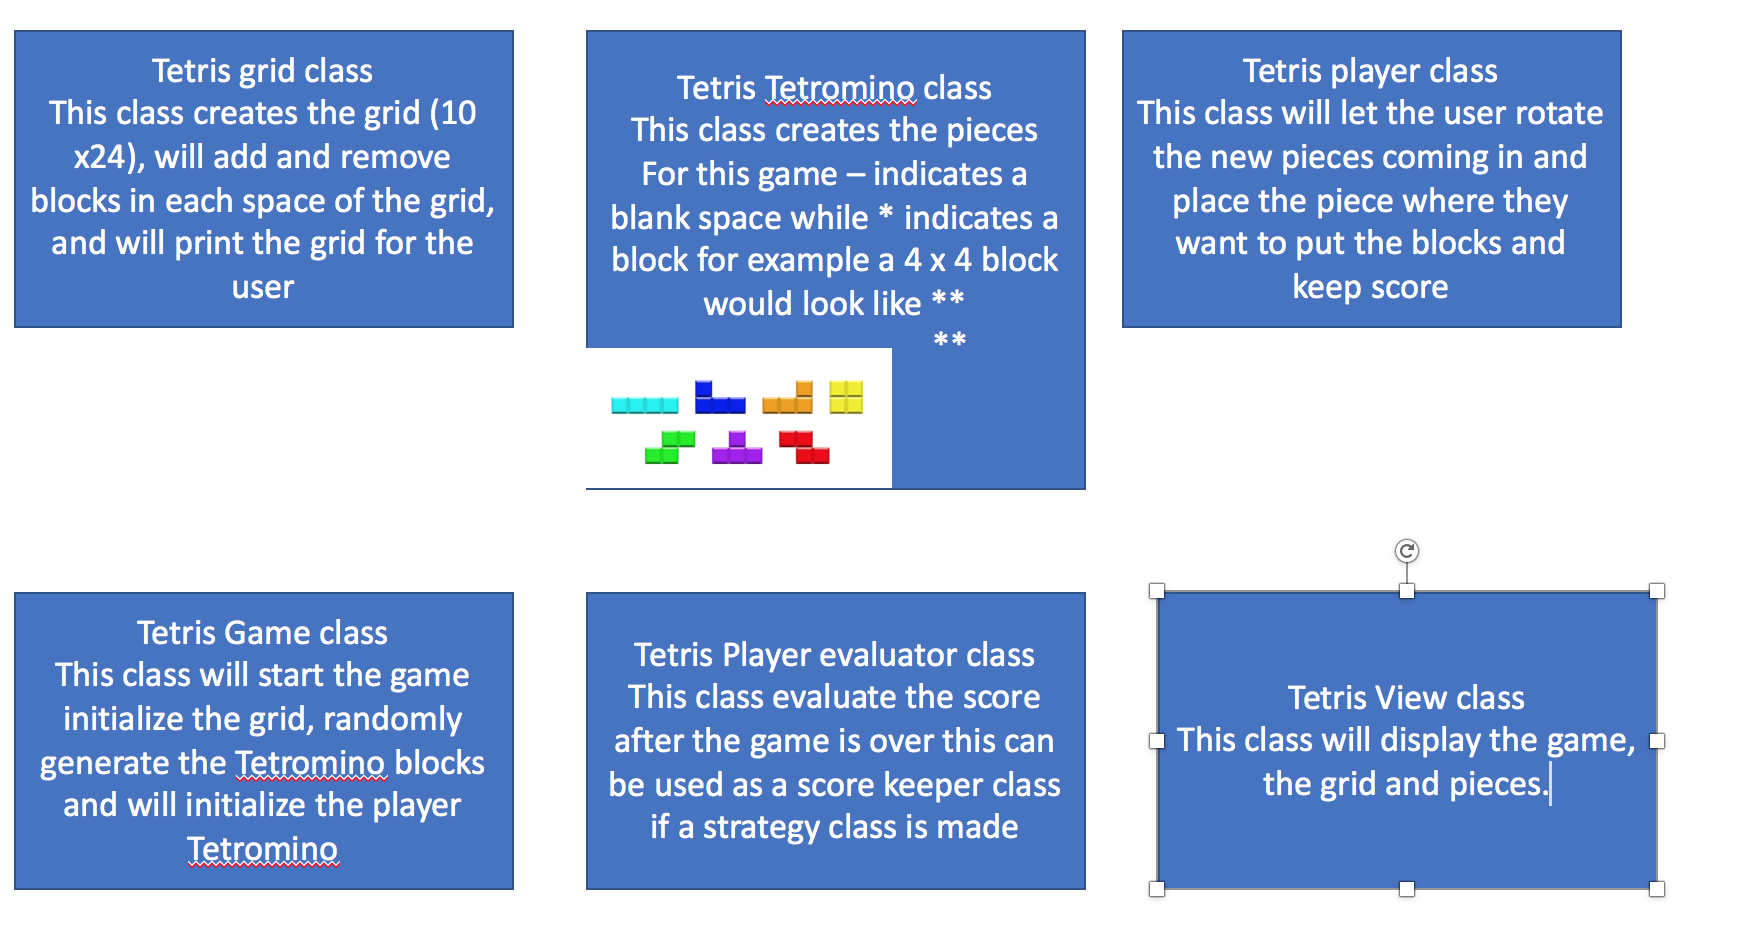 Tetris grid class
This class creates the grid (10
x24), will add and remove
blocks in each space of the grid,
and will print the grid for the
user
Tetris Tetromino class
This class creates the pieces
For this game – indicates a
blank space while * indicates a
block for example a 4 x 4 block
would look like **
**
Tetris player class
This class will let the user rotate
the new pieces coming in and
place the piece where they
want to put the blocks and
keep score
Tetris Game class
This class will start the game
initialize the grid, randomly
generate the Tetromino blocks
and will initialize the player
Tetromino
Tetris Player evaluator class
This class evaluate the score
after the game is over this can
be used as a score keeper class
if a strategy class is made
Tetris View class
This class will display the game,
the grid and pieces.